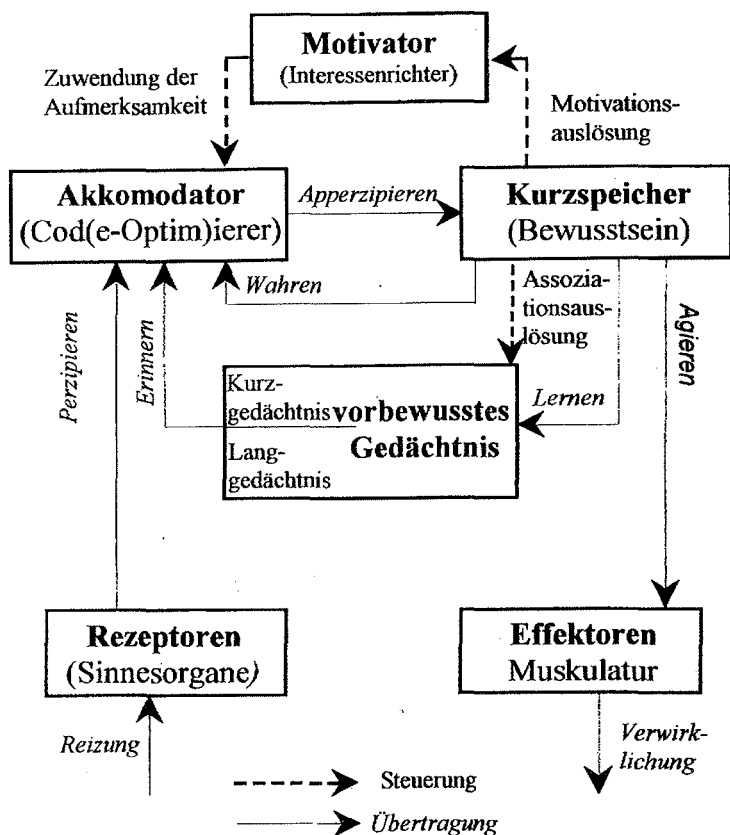 Motivator
(Interessenrichter)
Zuwendung der
Aufmerksamkeit
Motivations-
auslösung
Akkomodator
(Cod(e-Optim)ierer)
Apperzipieren
Kurzspeicher
(Bewusstsein)
Wahren
Assozia-
tionsaus-
lösung
Perzipieren
Erinnern
Agieren
Kurz-
gedächtnis
vorbewusstes
Gedächtnis
Lang-
gedächtnis
Lernen
Rezeptoren
(Sinnesorgane)
Effektoren
Muskulatur
Reizung
Verwirk-
lichung
Steuerung
Übertragung